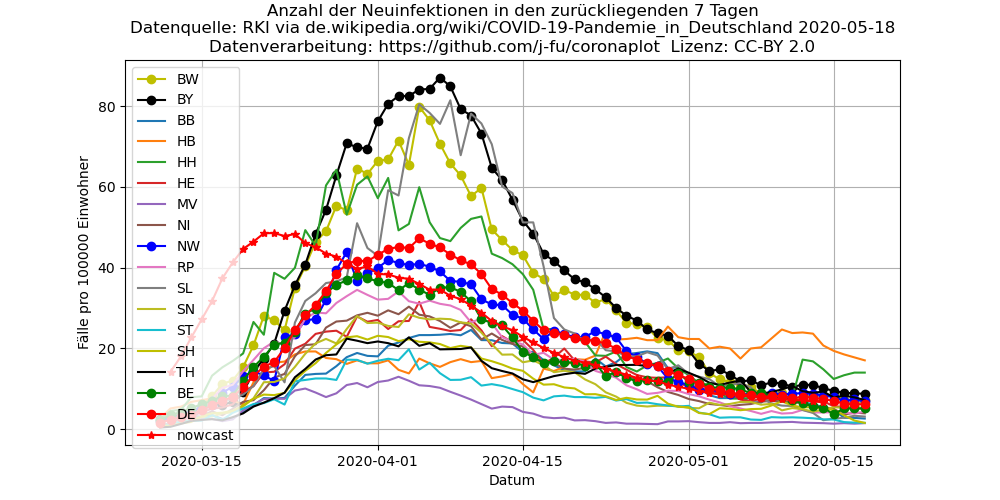 Anzahl der Neuinfektionen in den zurückliegenden 7 Tagen
Datenquelle: RKI via de.wikipedia.org/wiki/COVID-19-Pandemie_in_Deutschland 2020-05-18
Datenverarbeitung: https://github.com/j-fu/coronaplot Lizenz: CC-BY 2.0
Fälle pro 100000 Einwohner
80
60
40
20
0
BW
BY
BB
HB
HH
HE
MV
NI
NW
RP
SL
SN
ST
SH
TH
BE
DE
nowcast
2020-03-15
2020-04-01
2020-04-15
2020-05-01
2020-05-15
Datum